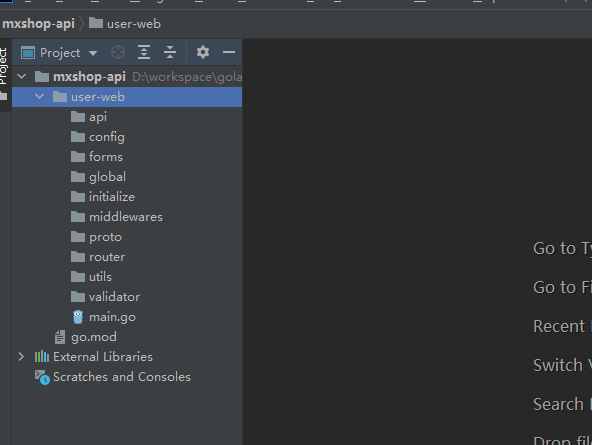 mxshop-api user-web
Project
Project
mxshop-api D:\workspace\gola
user-web
api
config
forms
global
initialize
middlewares
proto
router
utils
validator
main.go
go.mod
External Libraries
Scratches and Consoles
Go to Ty
Go to Fi
Recent
Switch V
Search
Drop file